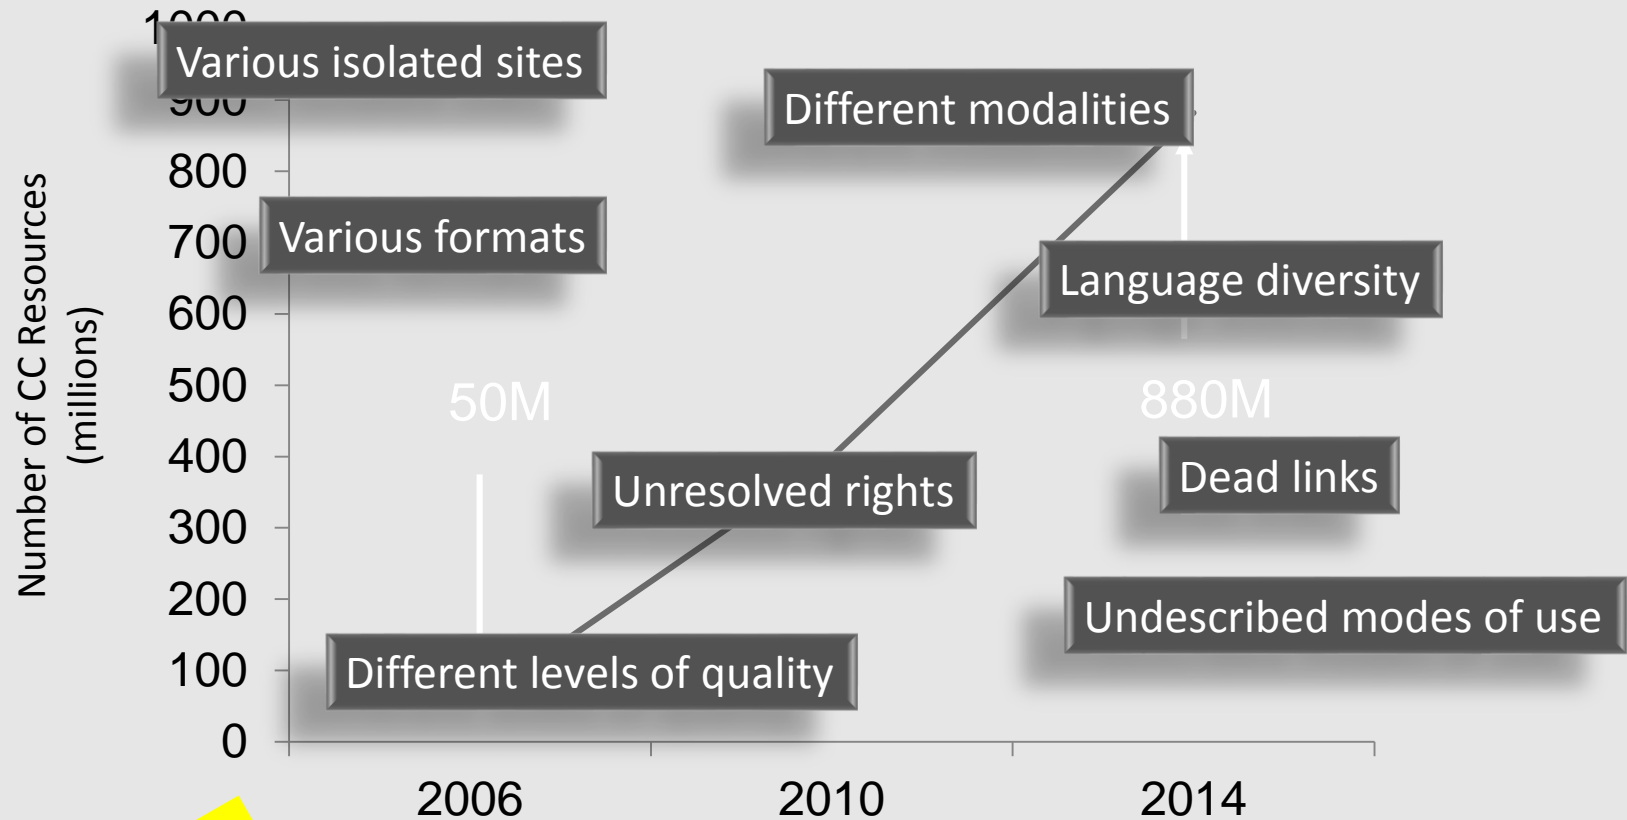 Number of CC Resources
(millions)
1000
900
800
700
600
500
400
300
200
100
0
Various isolated sites
Different modalities
Various formats
Language diversity
50M
880M
Unresolved rights
Dead links
Undescribed modes of use
Different levels of quality
2006
2010
2014